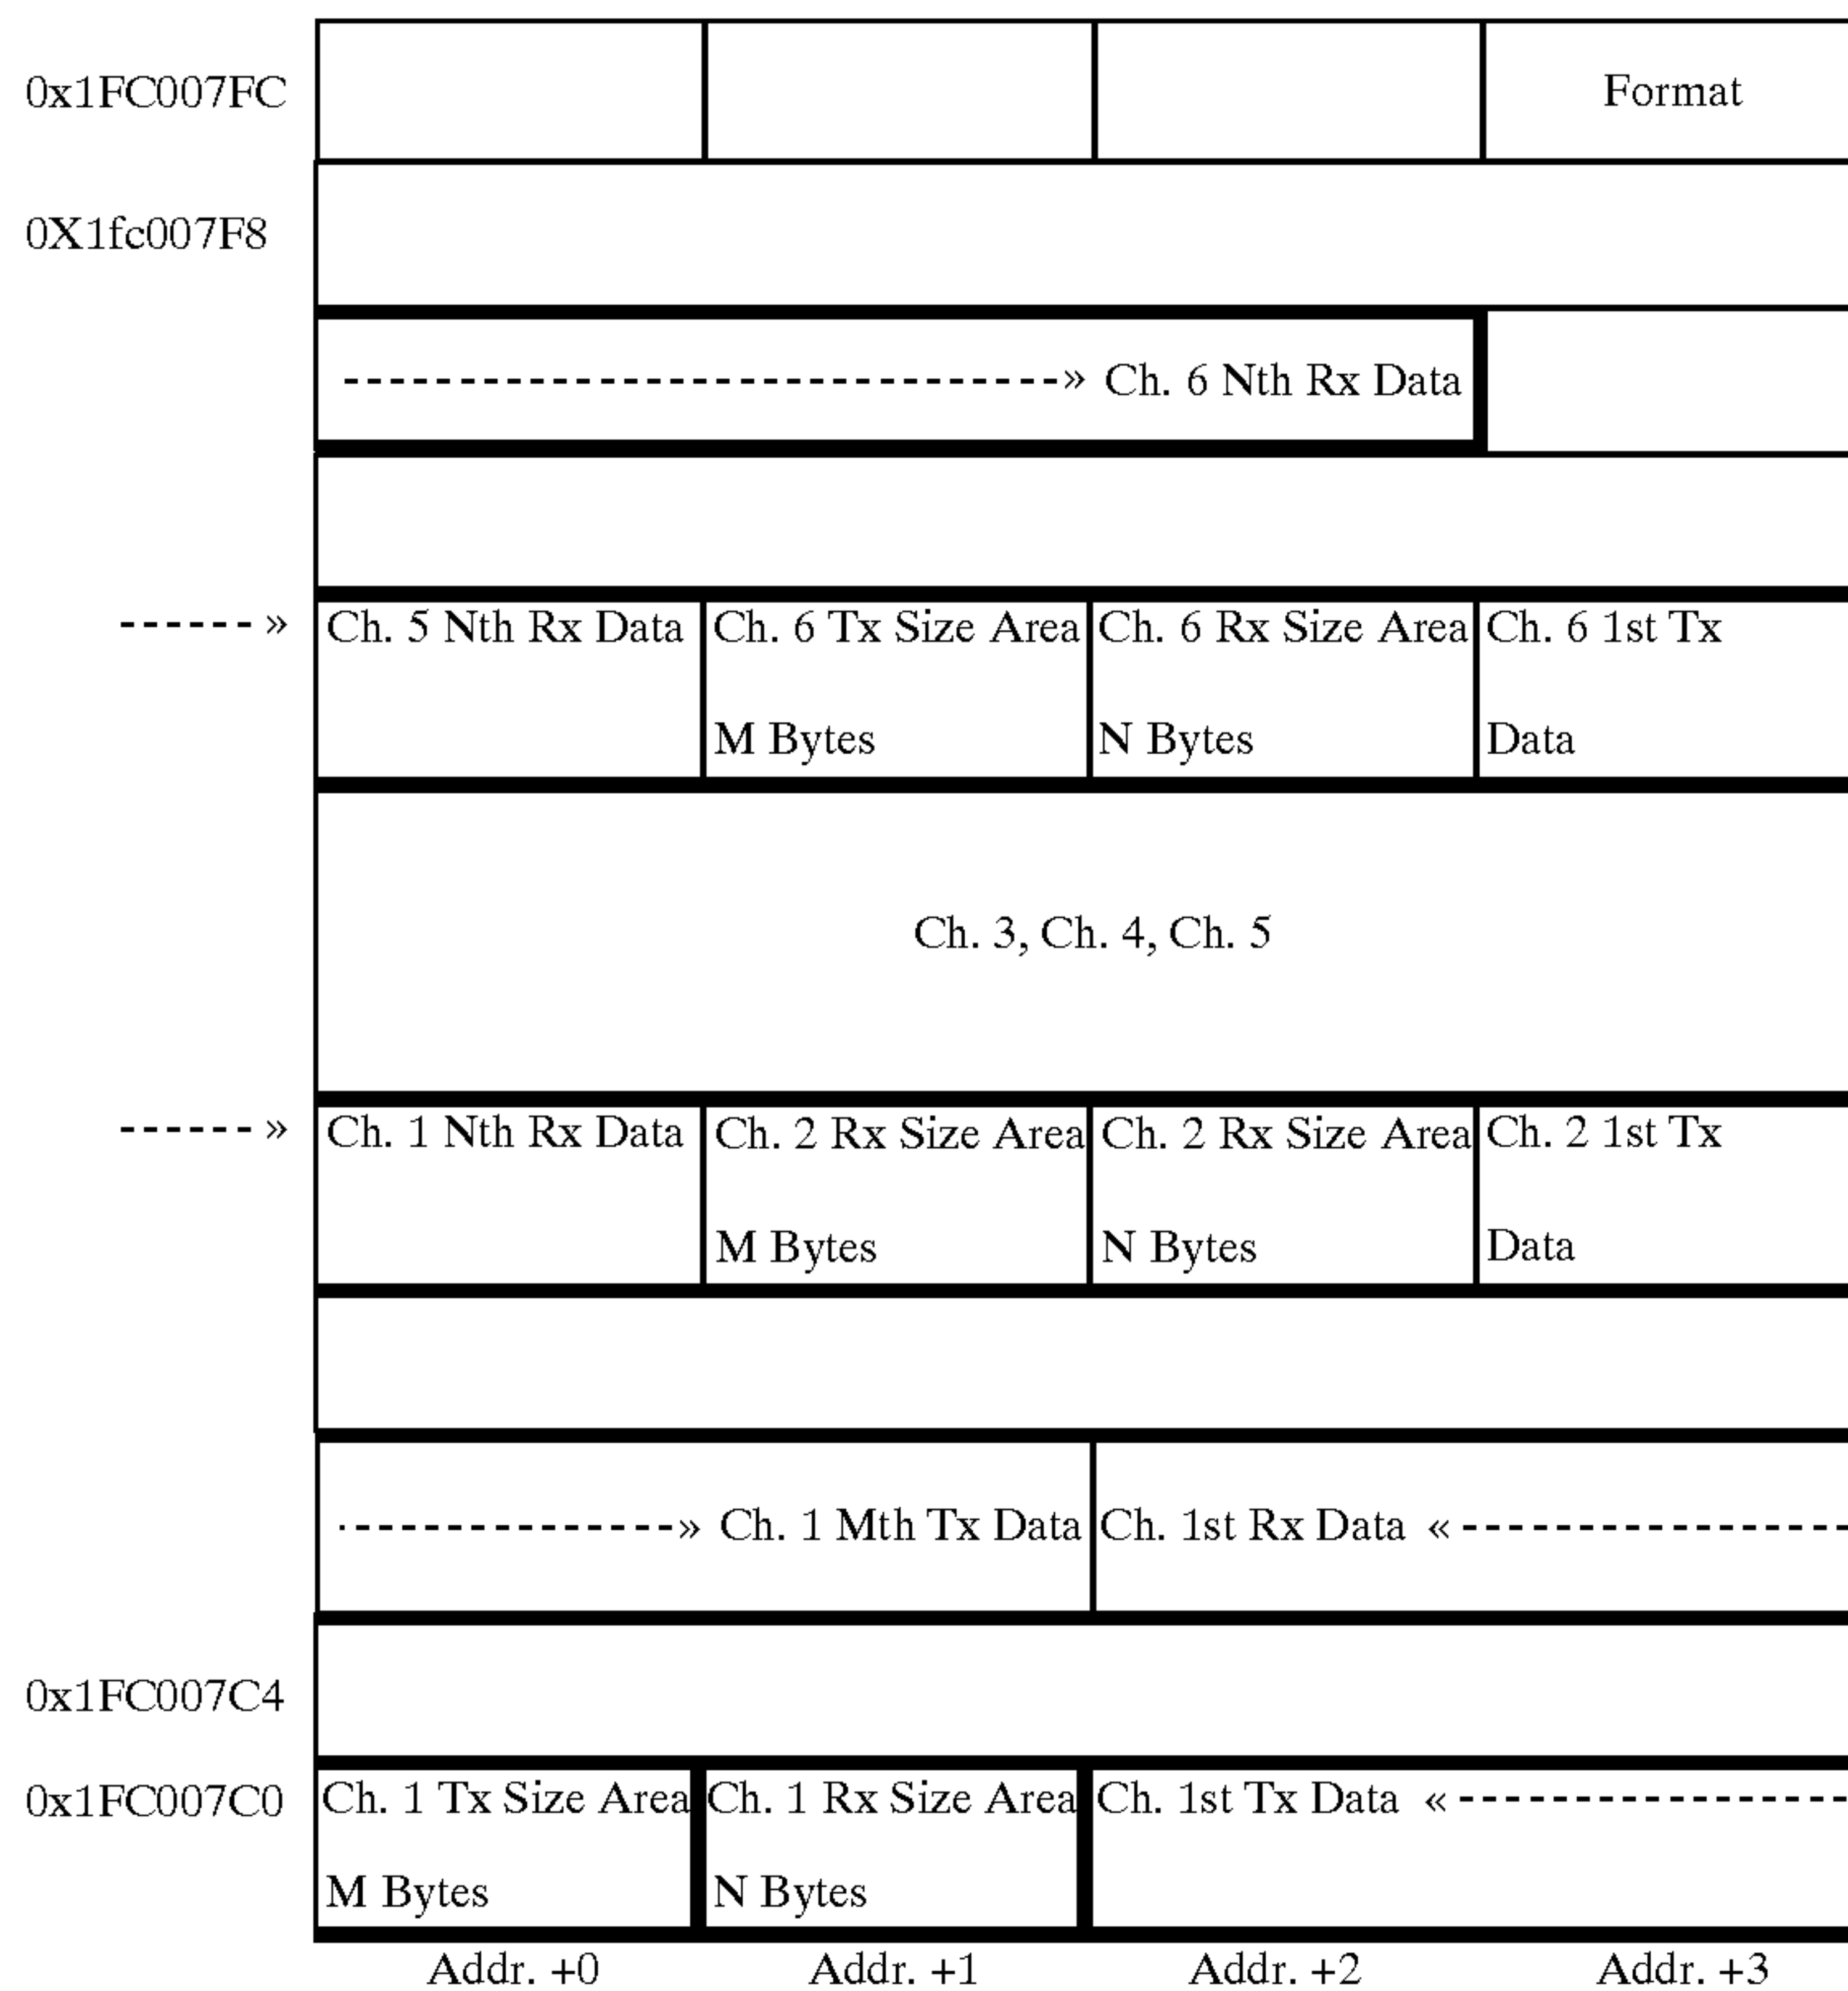 0x1FC007FC
Format
0X1fc007F8
--------------------------------» Ch. 6 Nth Rx Data
------» Ch. 5 Nth Rx Data Ch. 6 Tx Size Area Ch. 6 Rx Size Area Ch. 6 1st Tx
M Bytes N Bytes Data
Ch. 3, Ch. 4, Ch. 5
------» Ch. 1 Nth Rx Data Ch. 2 Rx Size Area Ch. 2 Rx Size Area Ch. 2 1st Tx
M Bytes N Bytes Data
---------------» Ch. 1 Mth Tx Data Ch. 1st Rx Data «-----------------
0x1FC007C4
0x1FC007C0 Ch. 1 Tx Size Area Ch. 1 Rx Size Area Ch. 1st Tx Data «-----------------
M Bytes N Bytes
Addr. +0 Addr. +1 Addr. +2 Addr. +3